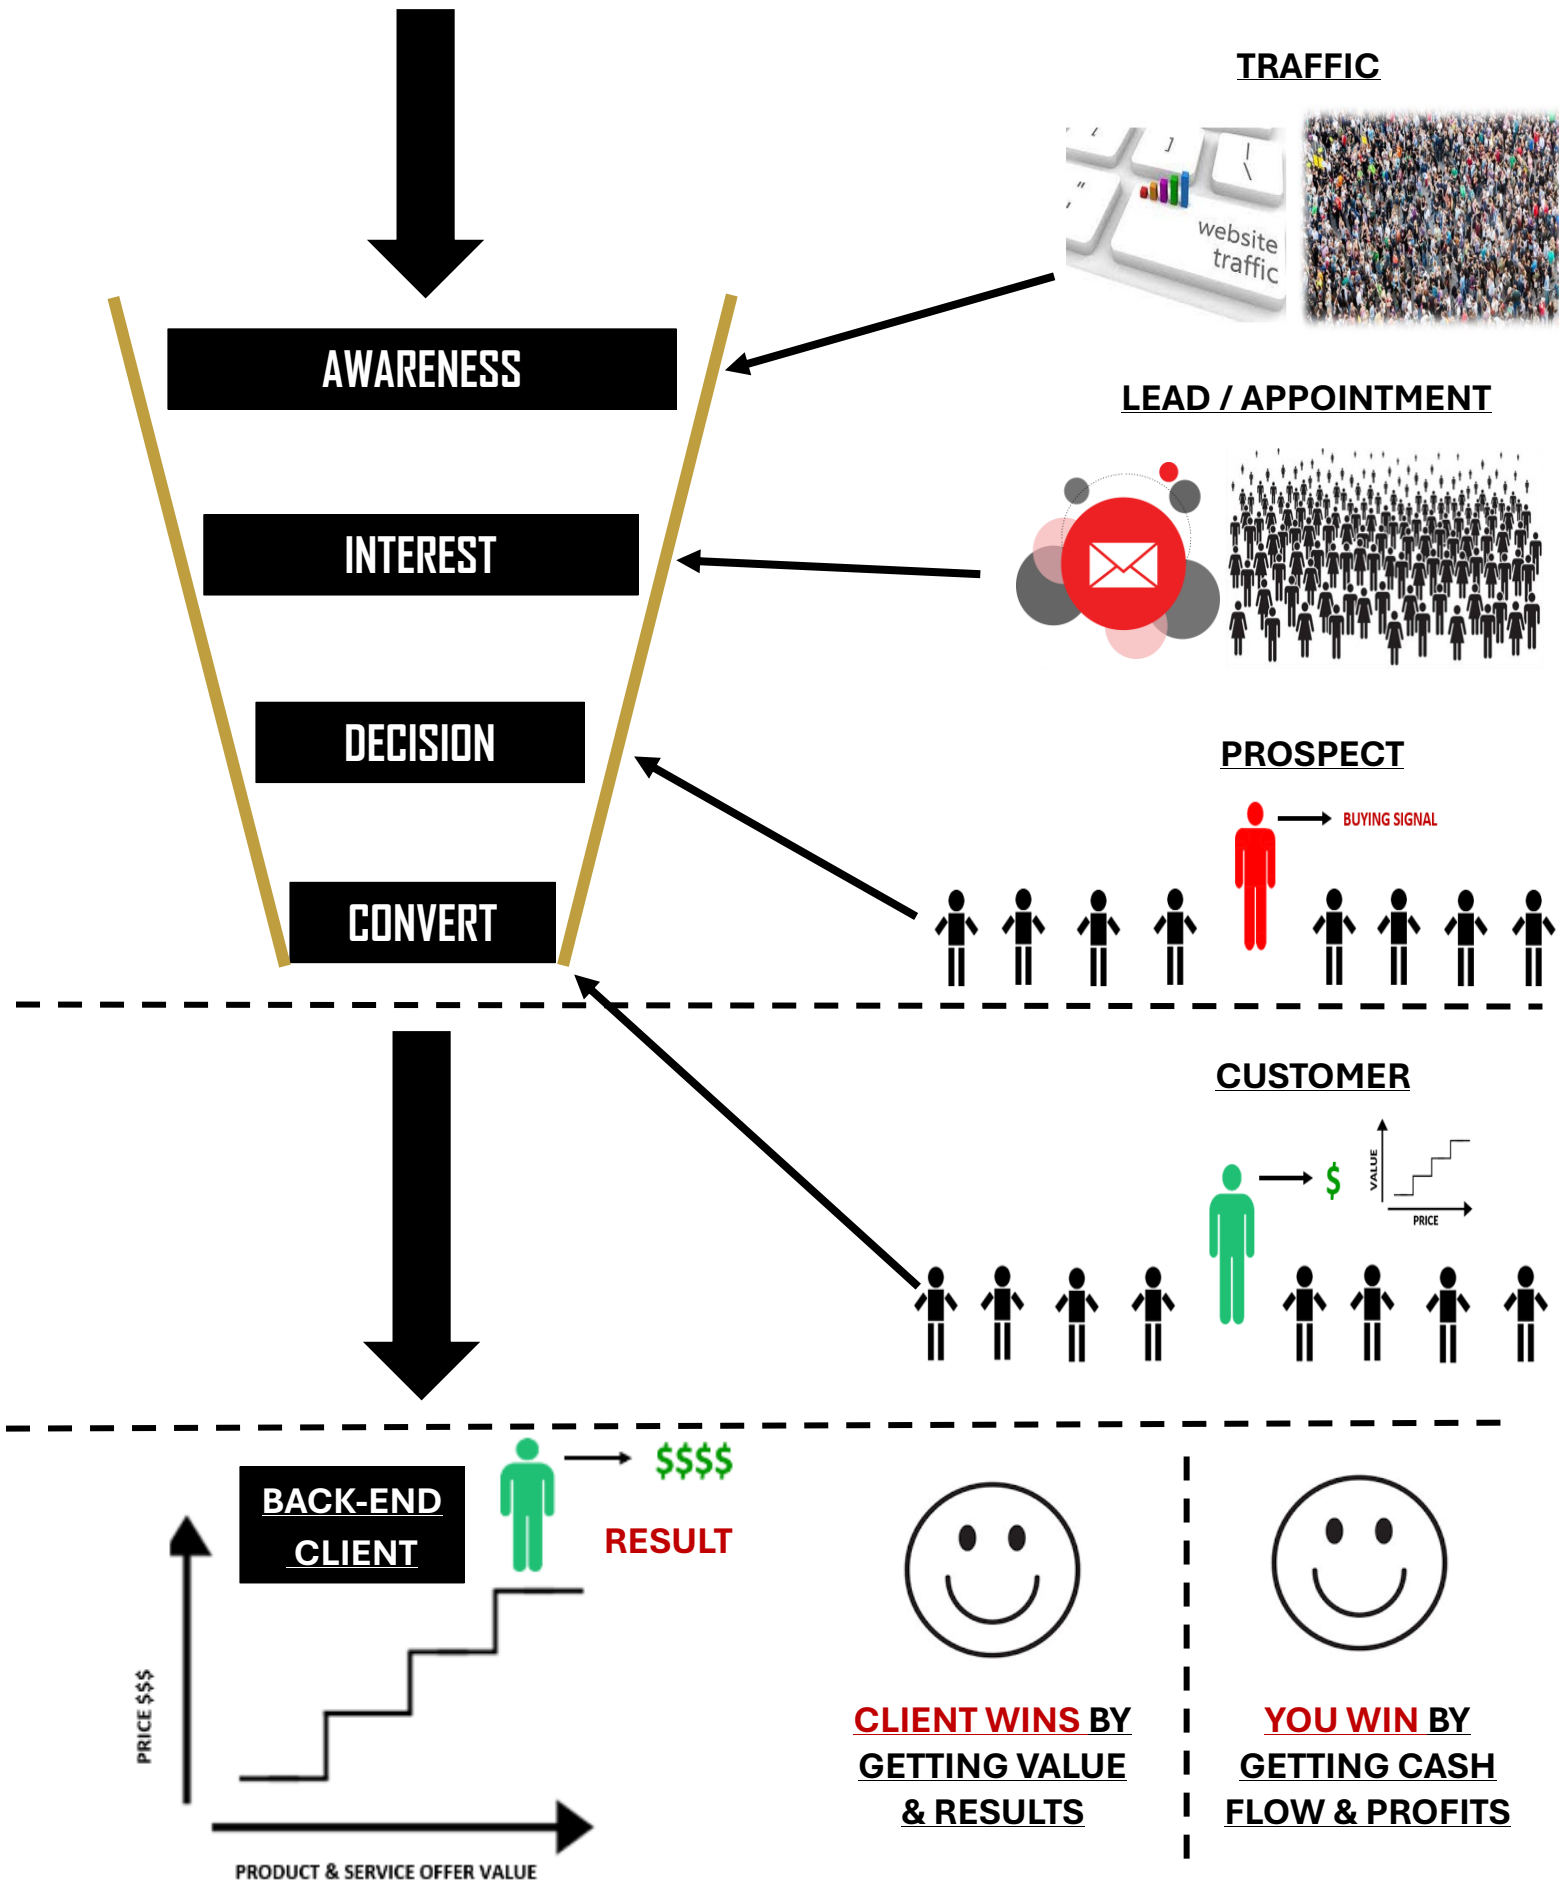 TRAFFIC
website
traffic
AWARENESS
LEAD / APPOINTMENT
INTEREST
PROSPECT
BUYING SIGNAL
DECISION
CONVERT
CUSTOMER
$
VALUE
PRICE
BACK-END
CLIENT
$$$$
RESULT
PRICE $$$
PRODUCT & SERVICE OFFER VALUE
CLIENT WINS BY
GETTING VALUE
& RESULTS
YOU WIN BY
GETTING CASH
FLOW & PROFITS